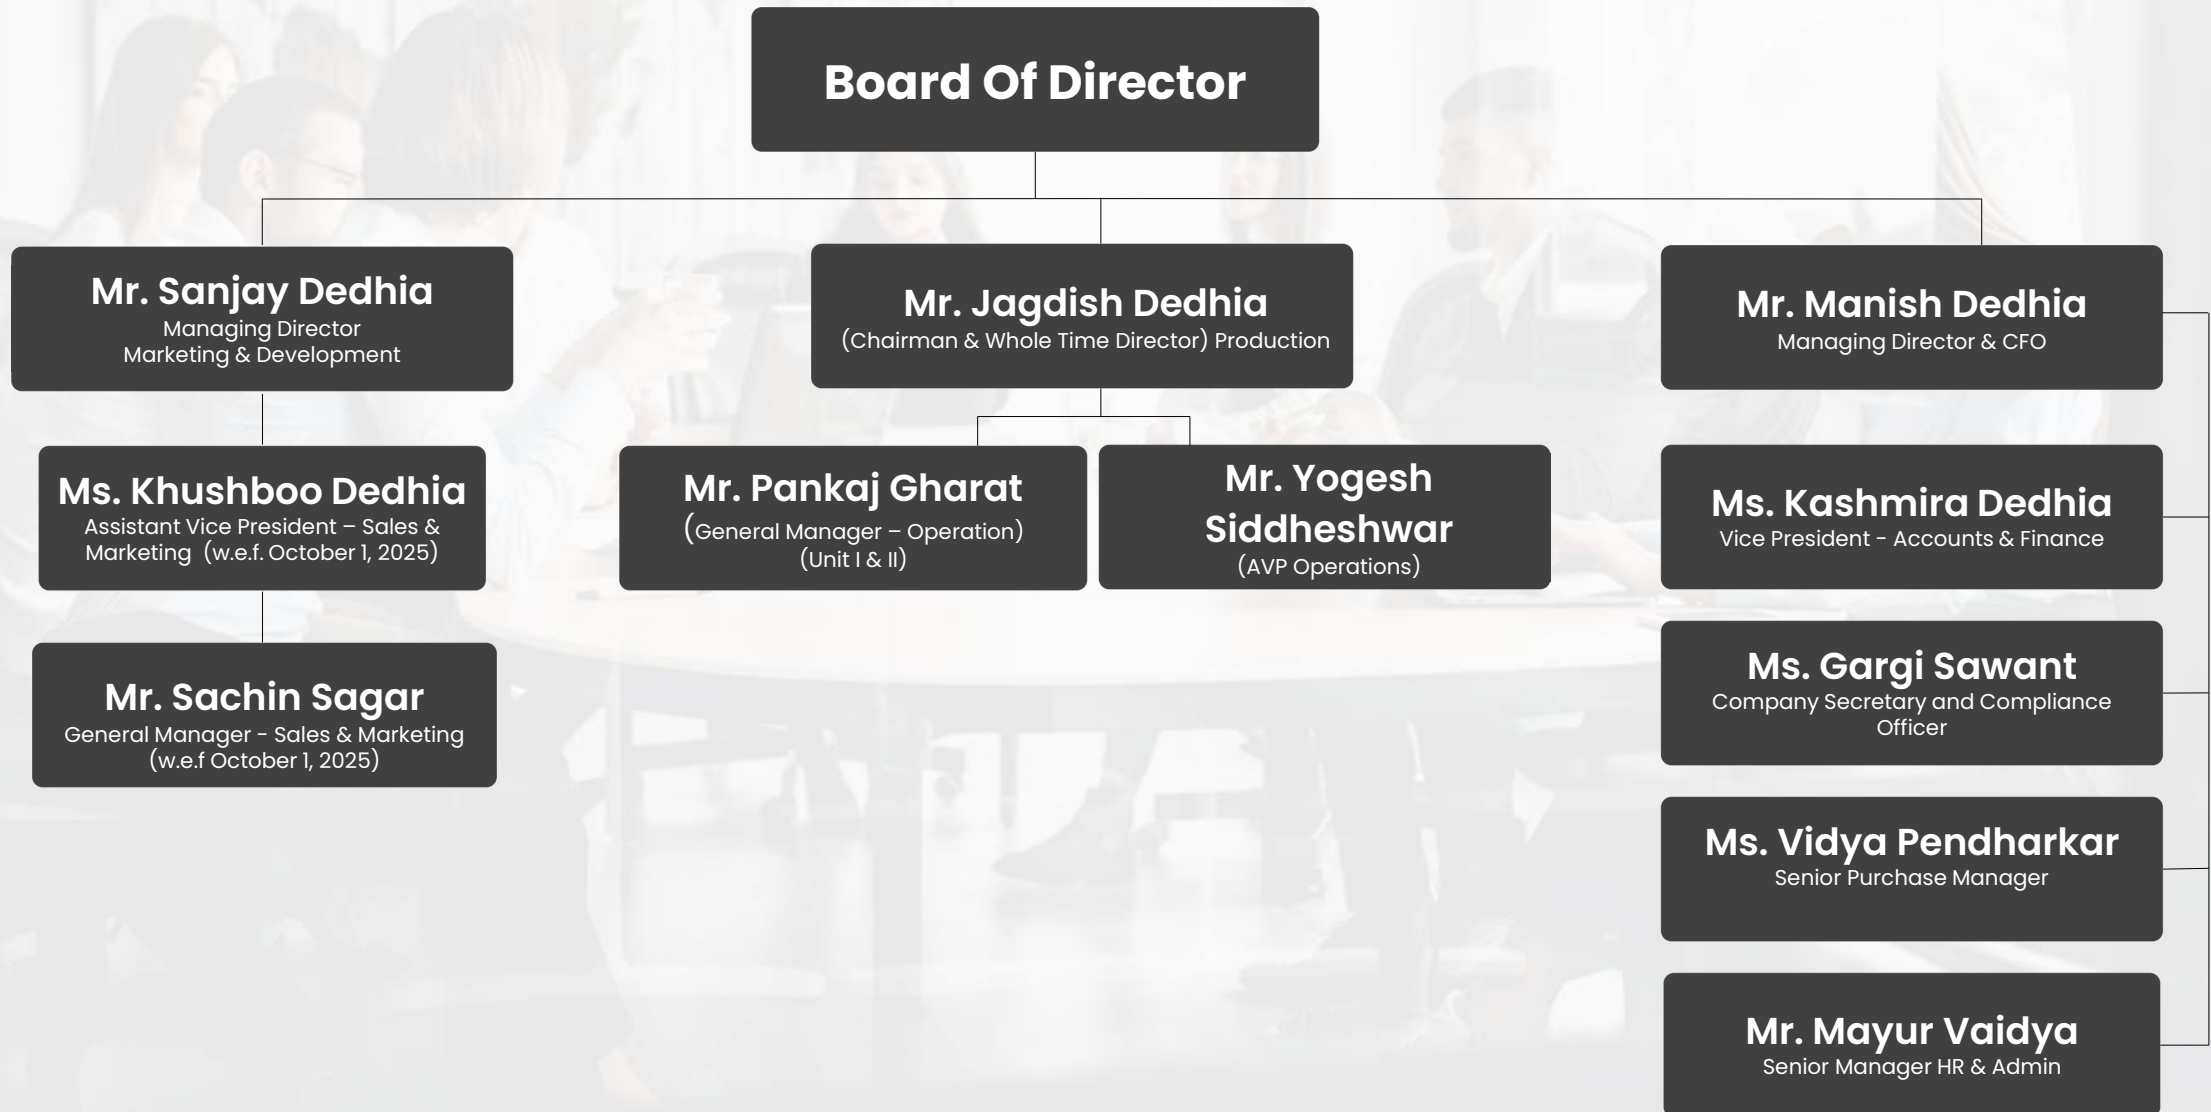 Board Of Director
Mr. Sanjay Dedhia
Managing Director
Marketing & Development
Mr. Jagdish Dedhia
(Chairman & Whole Time Director) Production
Mr. Manish Dedhia
Managing Director & CFO
Ms. Khushboo Dedhia
Assistant Vice President – Sales &
Marketing  (w.e.f. October 1, 2025)
Mr. Pankaj Gharat
(General Manager – Operation)
(Unit I & II)
Mr. Yogesh
Siddheshwar
(AVP Operations)
Ms. Kashmira Dedhia
Vice President - Accounts & Finance
Mr. Sachin Sagar
General Manager - Sales & Marketing
(w.e.f October 1, 2025)
Ms. Gargi Sawant
Company Secretary and Compliance
Officer
Ms. Vidya Pendharkar
Senior Purchase Manager
Mr. Mayur Vaidya
Senior Manager HR & Admin